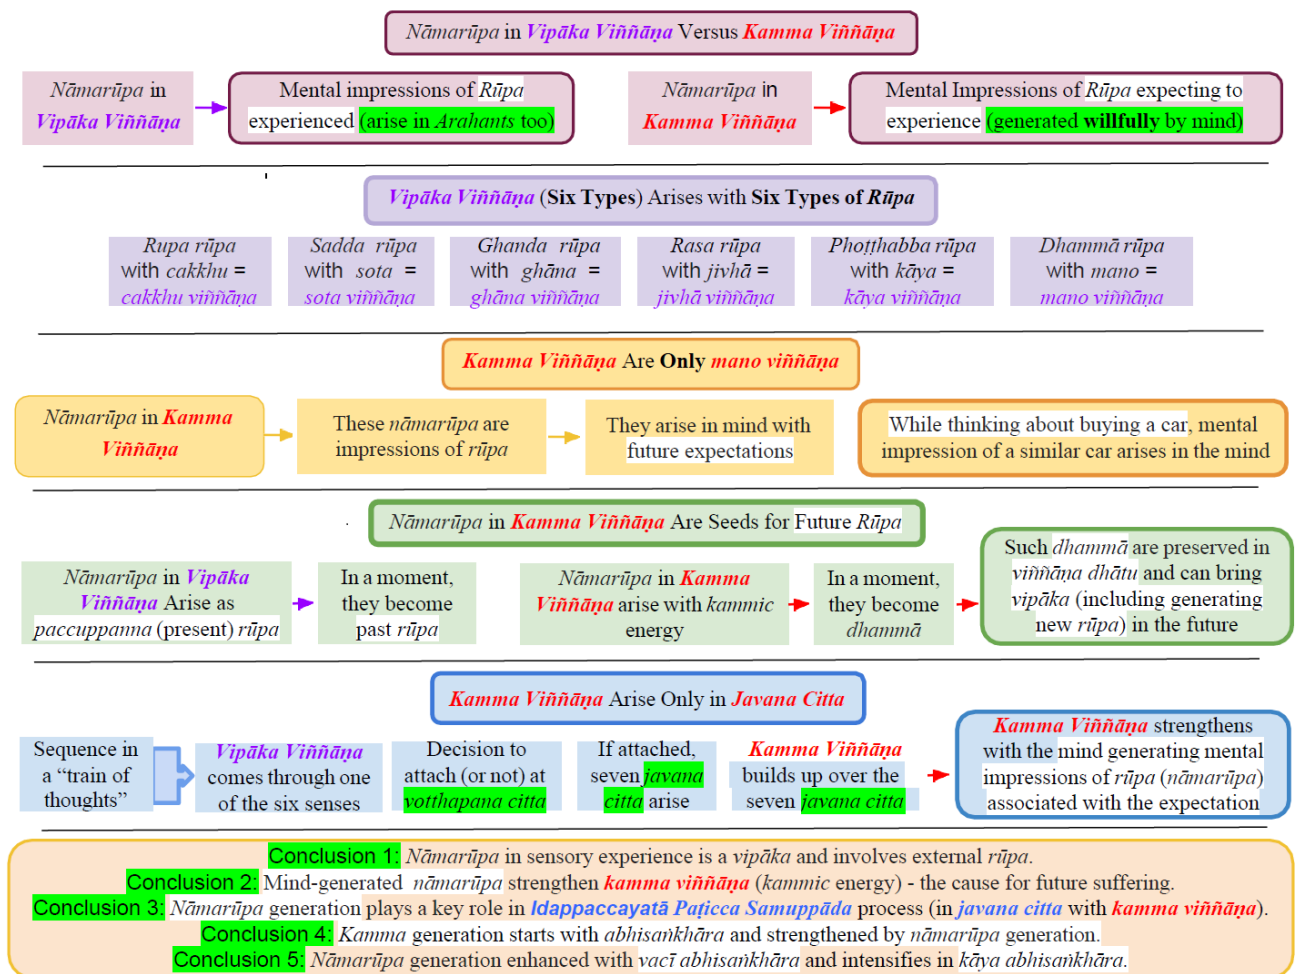 Nāmarūpa in Vipāka Viññāṇa Versus Kamma Viññāṇa
Nāmarūpa in
Vipāka Viññāṇa
Mental impressions of Rūpa
experienced (arise in Arahants too)
Nāmarūpa in
Kamma Viññāṇa
Mental Impressions of Rūpa expecting to
experience (generated willfully by mind)
Vipāka Viññāṇa (Six Types) Arises with Six Types of Rūpa
Rupa rūpa
with cakkhu =
cakkhu viññāṇa
Sadda rūpa
with sota =
sota viññāṇa
Ghanda rūpa
with ghāna =
ghāna viññāṇa
Rasa rūpa
with jivhā =
jivhā viññāṇa
Phoṭṭhabba rūpa
with kāya =
kāya viññāṇa
Dhammā rūpa
with mano =
mano viññāṇa
Kamma Viññāṇa Are Only mano viññāṇa
Nāmarūpa in Kamma
Viññāṇa
These nāmarūpa are
impressions of rūpa
They arise in mind with
future expectations
While thinking about buying a car, mental
impression of a similar car arises in the mind
Nāmarūpa in Kamma Viññāṇa Are Seeds for Future Rūpa
Nāmarūpa in Vipāka
Viññāṇa Arise as
paccuppanna (present) rūpa
In a moment,
they become
past rūpa
Nāmarūpa in Kamma
Viññāṇa arise with kammic
energy
In a moment,
they become
dhammā
Such dhammā are preserved in
viññāṇa dhātu and can bring
vipāka (including generating
new rūpa) in the future
Kamma Viññāṇa Arise Only in Javana Citta
Sequence in
a “train of
thoughts”
Vipāka Viññāṇa
comes through one
of the six senses
Decision to
attach (or not) at
votthapana citta
If attached,
seven javana
citta arise
Kamma Viññāṇa
builds up over the
seven javana citta
Kamma Viññāṇa strengthens
with the mind generating mental
impressions of rūpa (nāmarūpa)
associated with the expectation
Conclusion 1: Nāmarūpa in sensory experience is a vipāka and involves external rūpa.
Conclusion 2: Mind-generated nāmarūpa strengthen kamma viññāṇa (kammic energy) - the cause for future suffering.
Conclusion 3: Nāmarūpa generation plays a key role in Idappaccayatā Paṭicca Samuppāda process (in javana citta with kamma viññāṇa).
Conclusion 4: Kamma generation starts with abhisaṅkhāra and strengthened by nāmarūpa generation.
Conclusion 5: Nāmarūpa generation enhanced with vacī abhisaṅkhāra and intensifies in kāya abhisaṅkhāra.